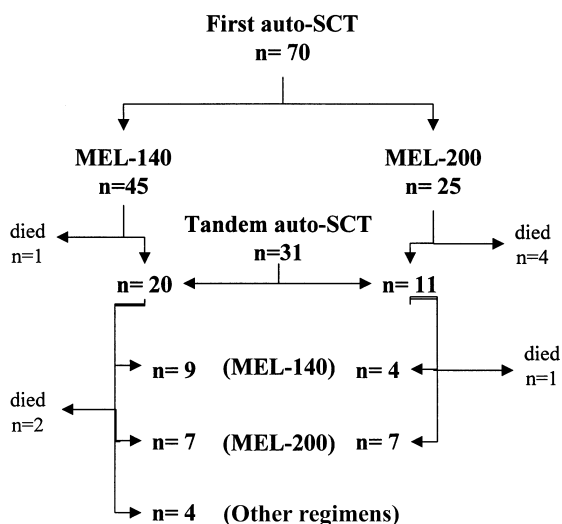 First auto-SCT
n= 70
MEL-140
n=45
MEL-200
n= 25
died
n=1
Tandem auto-SCT
n=31
died
n=4
n= 20
n= 11
n= 9 (MEL-140) n= 4
died
n=1
died
n=2
n= 7 (MEL-200) n= 7
n= 4 (Other regimens)